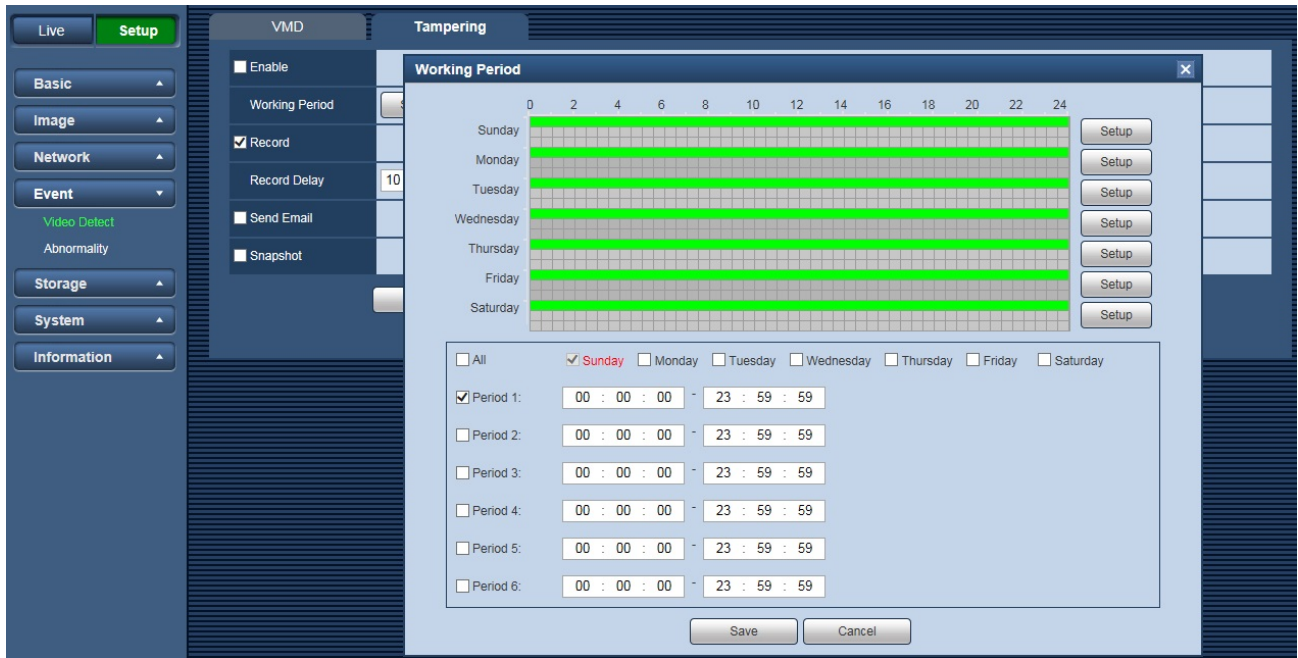 Live Setup
Basic
Image
Network
Event
Video Detect
Abnormality
Storage
System
Information
VMD Tampering
Enable
Working Period
Record
Record Delay 10
Send Email
Snapshot
Working Period
0 2 4 6 8 10 12 14 16 18 20 22 24
Sunday Setup
Monday Setup
Tuesday Setup
Wednesday Setup
Thursday Setup
Friday Setup
Saturday Setup
All Sunday Monday Tuesday Wednesday Thursday Friday Saturday
Period 1: 00 : 00 : 00 - 23 : 59 : 59
Period 2: 00 : 00 : 00 - 23 : 59 : 59
Period 3: 00 : 00 : 00 - 23 : 59 : 59
Period 4: 00 : 00 : 00 - 23 : 59 : 59
Period 5: 00 : 00 : 00 - 23 : 59 : 59
Period 6: 00 : 00 : 00 - 23 : 59 : 59
Save Cancel